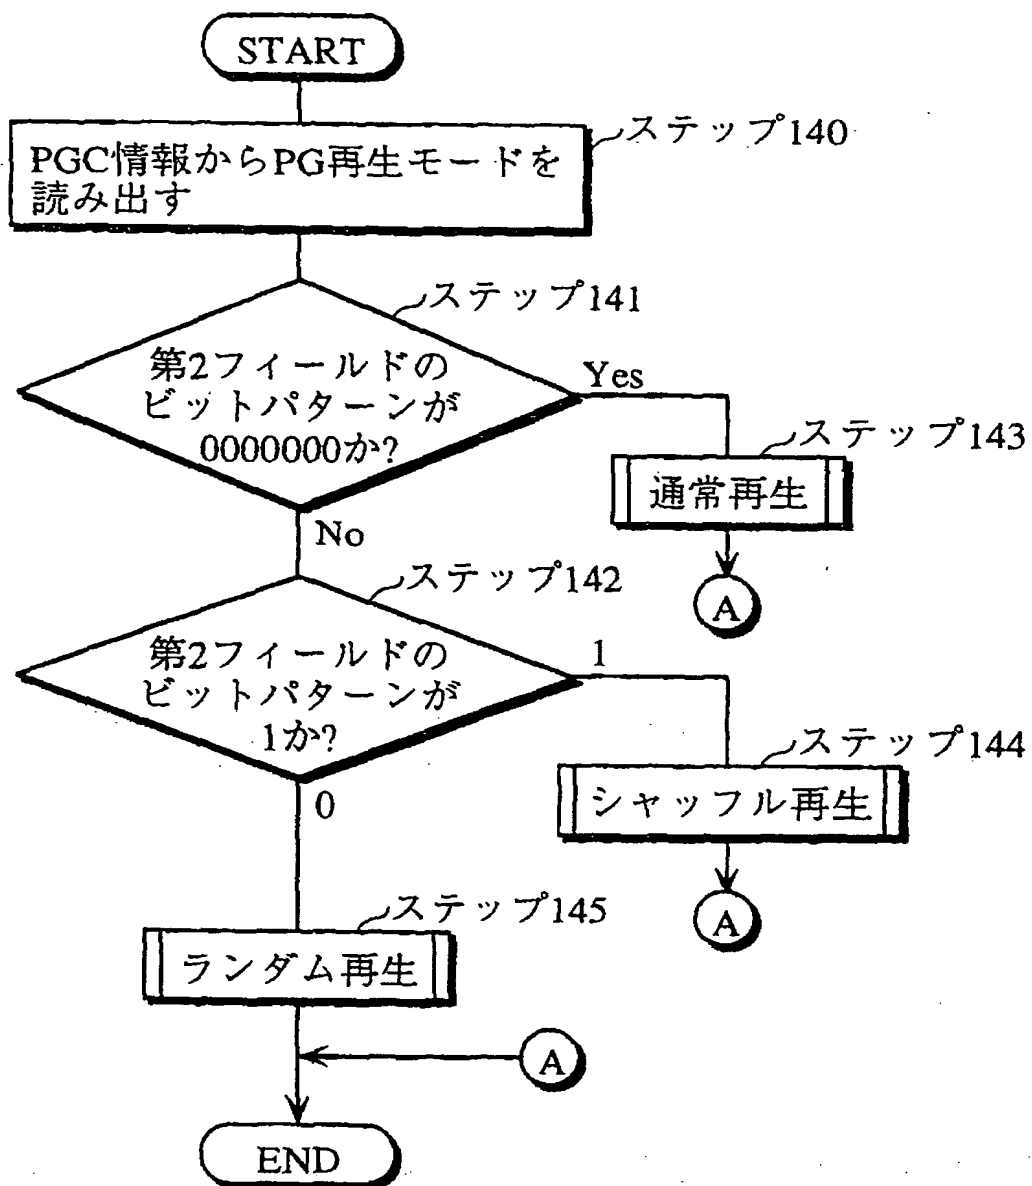 START
ステップ140
PGC情報からPG再生モードを
読み出す
ステップ141
第2フィールドの
ビットパターンが
0000000か?
Yes
ステップ143
通常再生
A
No
ステップ142
第2フィールドの
ビットパターンが
1か?
1
ステップ144
シャッフル再生
A
0
ステップ145
ランダム再生
A
END